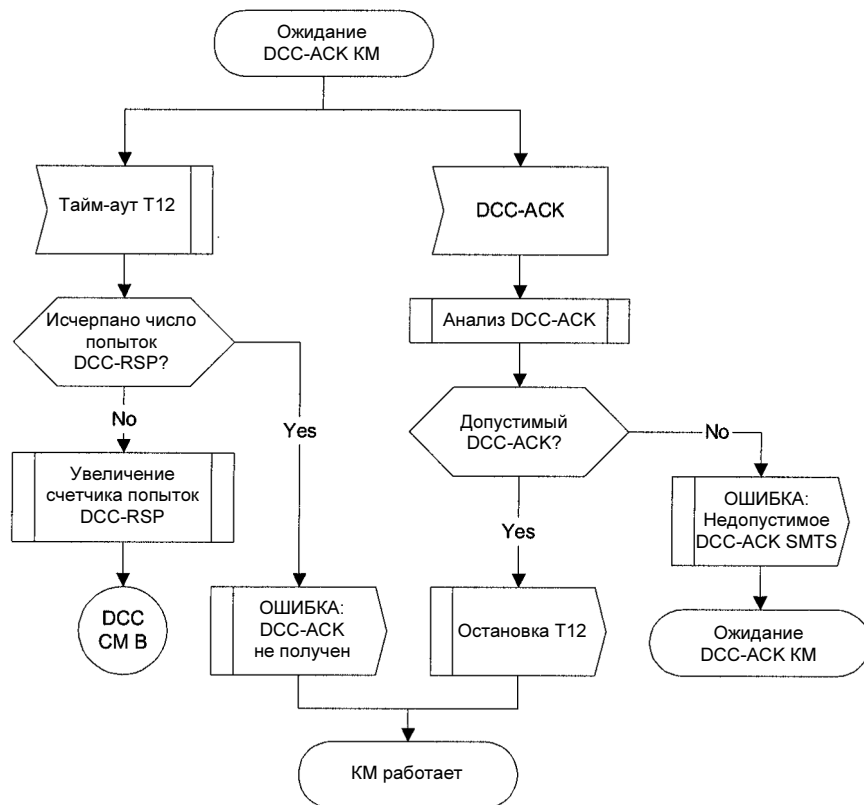 Ожидание
DCC-ACK КМ
Тайм-аут T12
DCC-ACK
Исчерпано число
попыток
DCC-RSP?
Анализ DCC-ACK
No
Yes
Допустимый
DCC-ACK?
No
Увеличение
счетчика попыток
DCC-RSP
Yes
ОШИБКА:
Недопустимое
DCC-ACK SMTS
DCC
CM B
ОШИБКА:
DCC-ACK
не получен
Остановка T12
Ожидание
DCC-ACK КМ
КМ работает